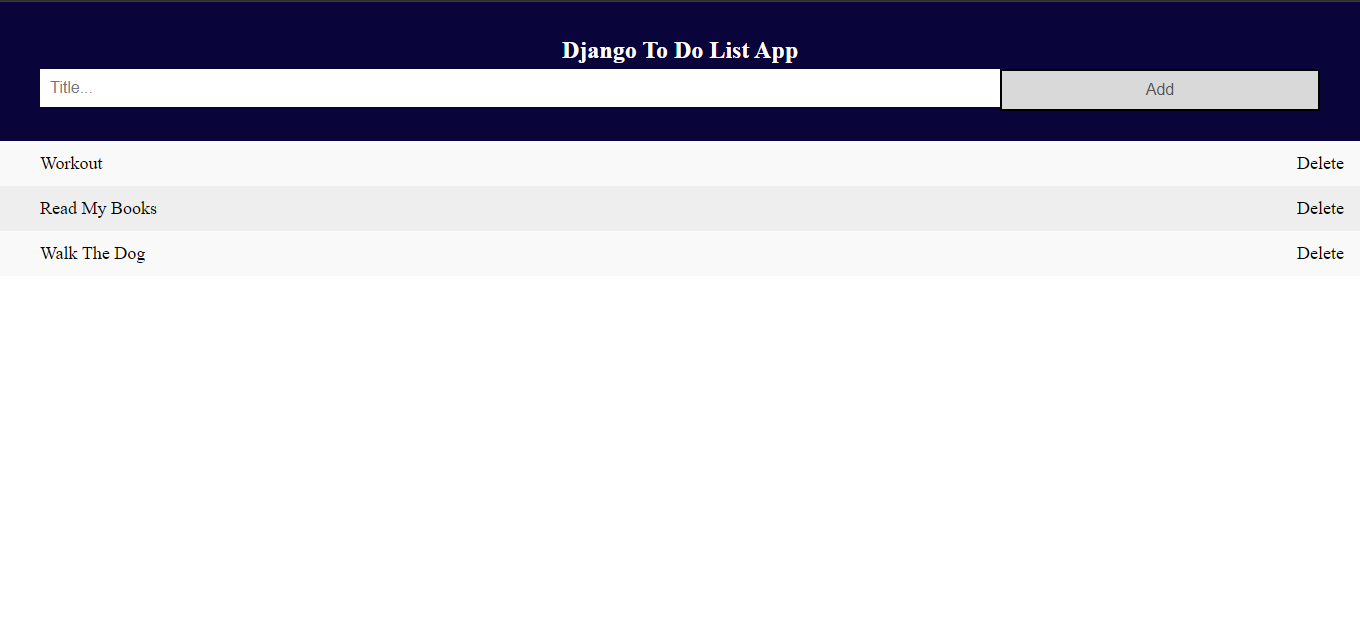 Django To Do List App
Title... Add
Workout Delete
Read My Books Delete
Walk The Dog Delete